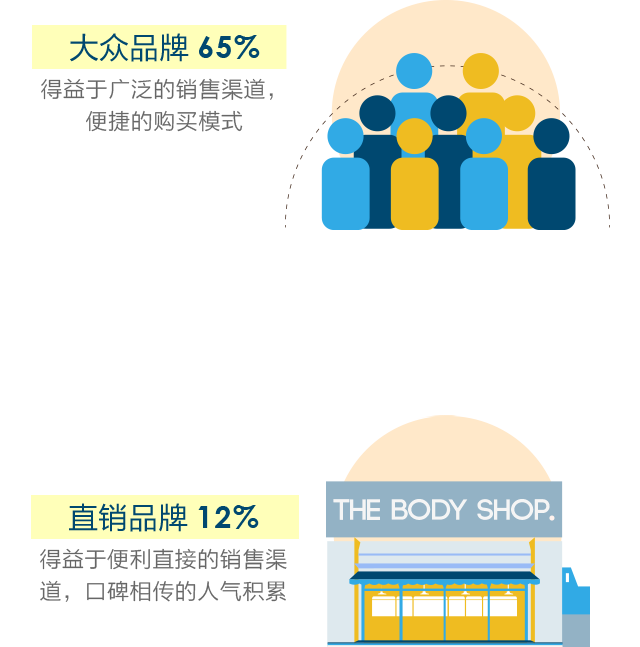 大众品牌 65%
得益于广泛的销售渠道，
便捷的购买模式
直销品牌 12%
得益于便利直接的销售渠
道，口碑相传的人气积累
THE BODY SHOP.